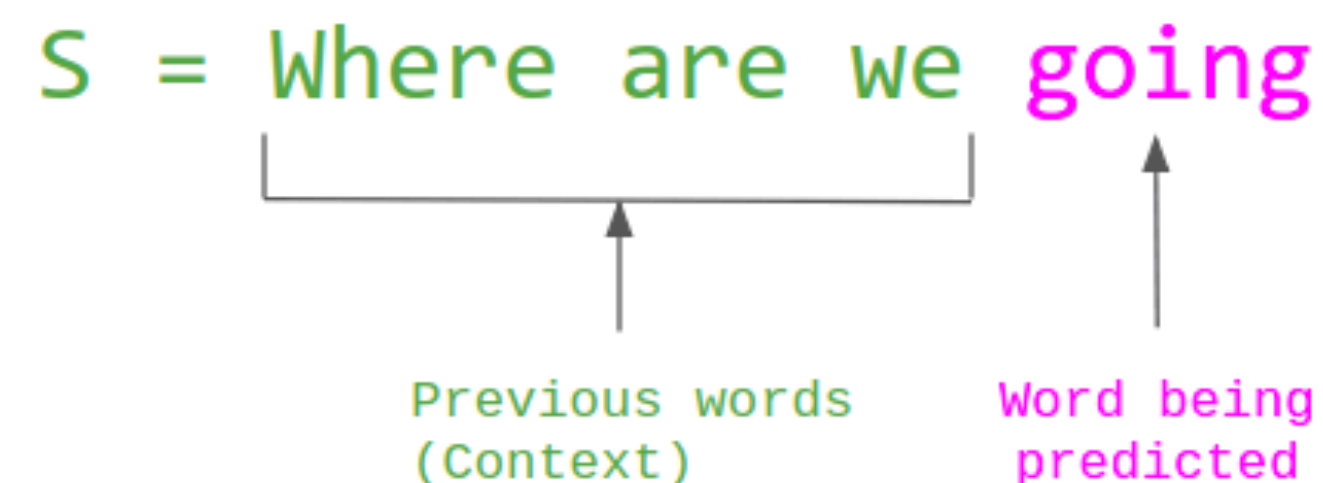 S = Where are we going
Previous words
(Context)
Word being
predicted